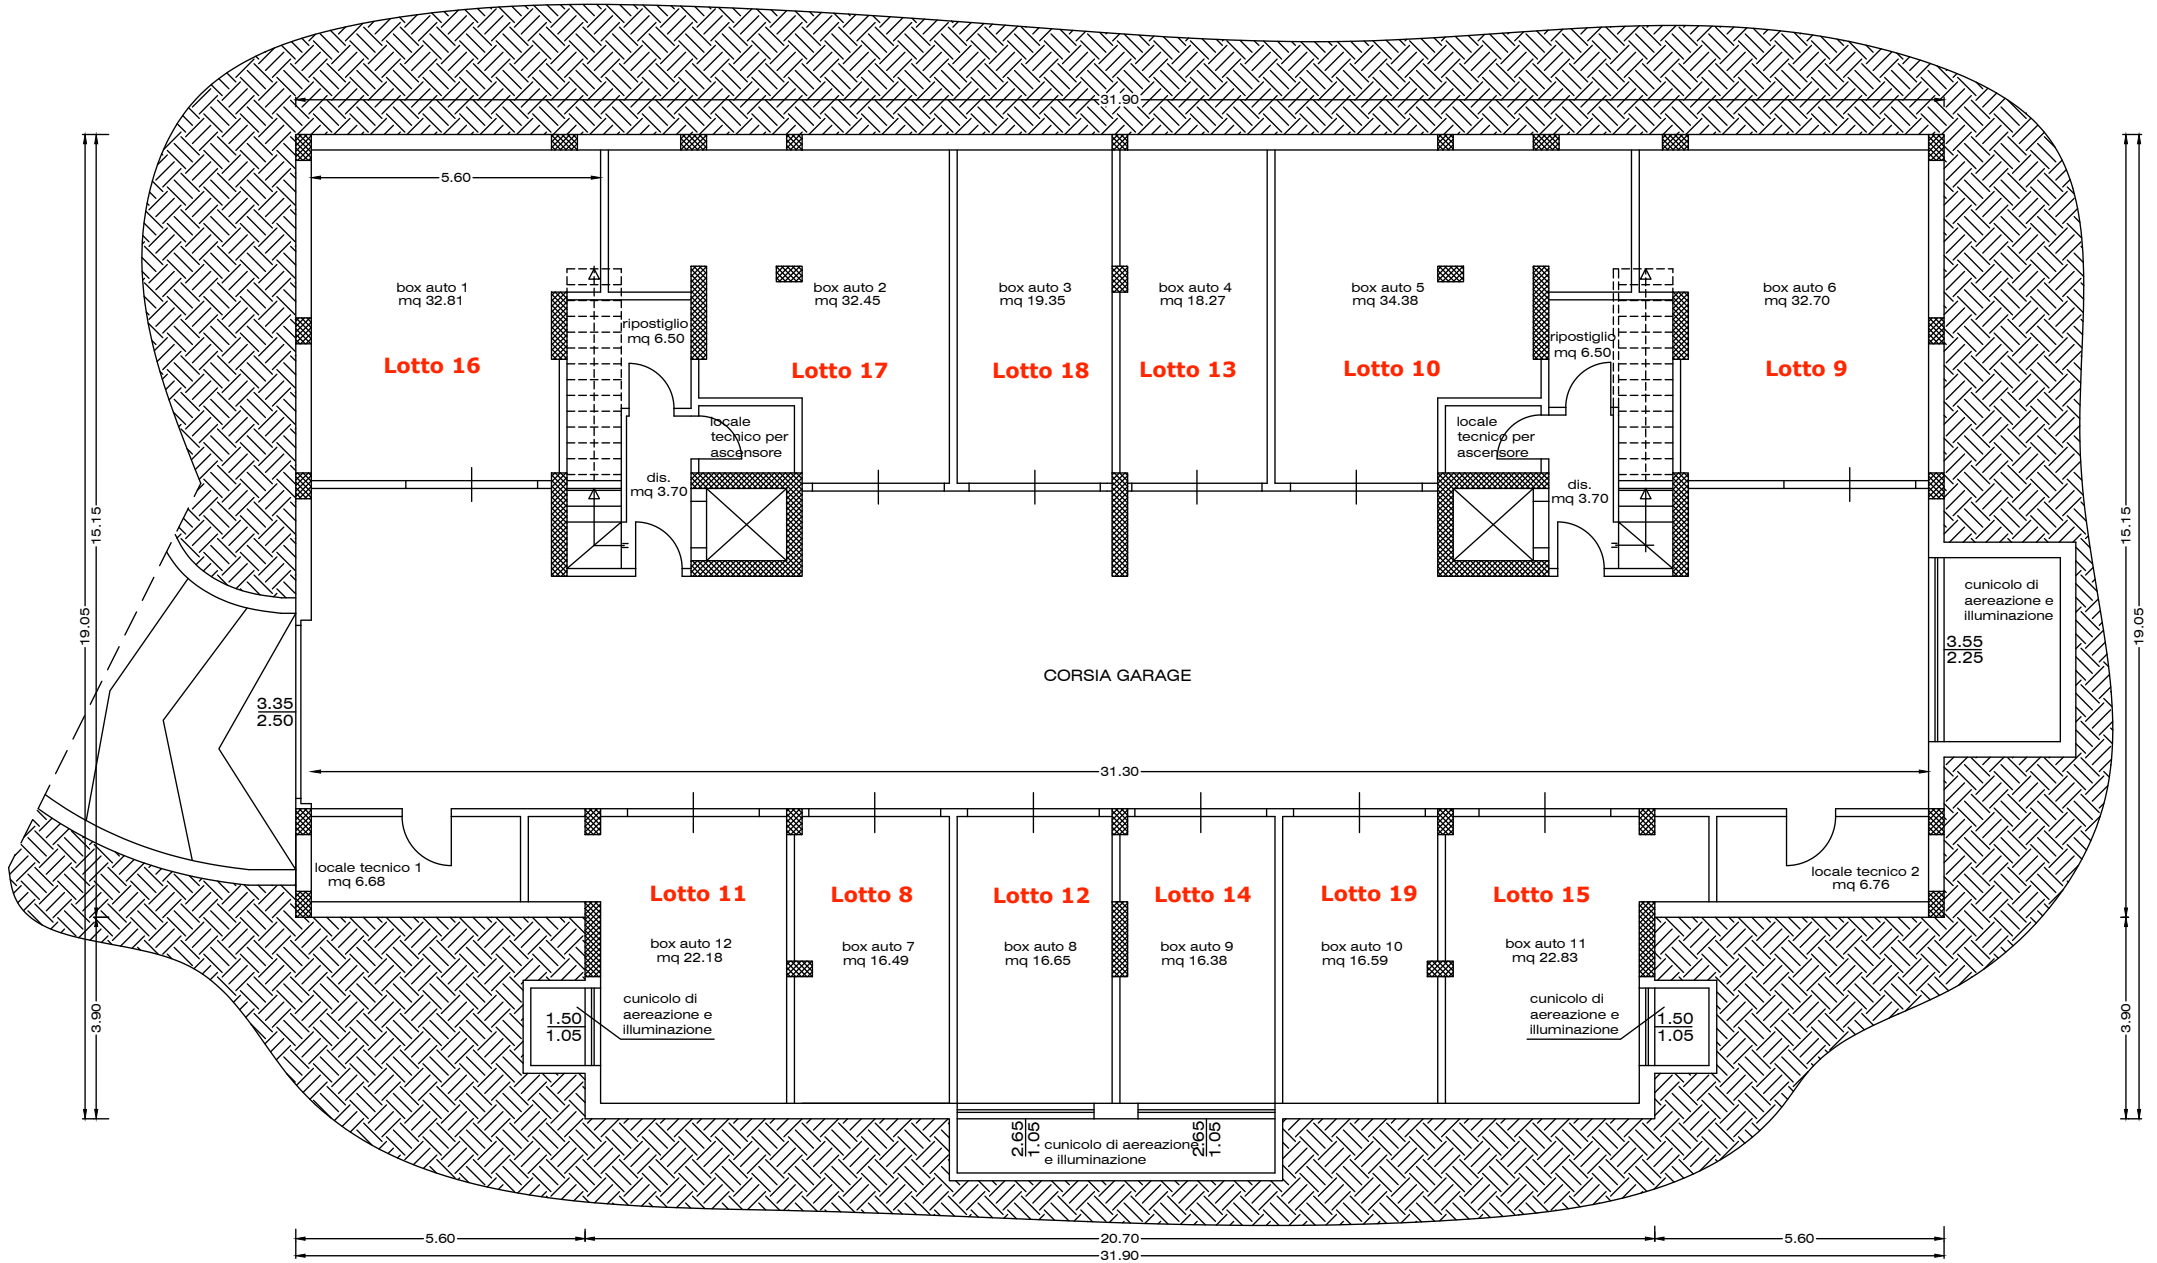 31.90
5.60
box auto 1
mq 32.81
Lotto 16
ripostiglio
mq 6.50
box auto 2
mq 32.45
Lotto 17
box auto 3
mq 19.35
Lotto 18
box auto 4
mq 18.27
Lotto 13
box auto 5
mq 34.38
Lotto 10
ripostiglio
mq 6.50
box auto 6
mq 32.70
Lotto 9
locale
tecnico per
ascensore
dis.
mq 3.70
locale
tecnico per
ascensore
dis.
mq 3.70
15.15
19.05
3.90
15.15
19.05
3.90
cunicolo di
aereazione e
illuminazione
3.55
2.25
3.35
2.50
CORSIA GARAGE
31.30
locale tecnico 1
mq 6.68
Lotto 11
box auto 12
mq 22.18
Lotto 8
box auto 7
mq 16.49
Lotto 12
box auto 8
mq 16.65
Lotto 14
box auto 9
mq 16.38
Lotto 19
box auto 10
mq 16.59
Lotto 15
box auto 11
mq 22.83
locale tecnico 2
mq 6.76
1.50
1.05
cunicolo di
aereazione e
illuminazione
cunicolo di
aereazione e
illuminazione
1.50
1.05
2.65
1.05
cunicolo di aereazione
e illuminazione
2.65
1.05
5.60
20.70
5.60
31.90